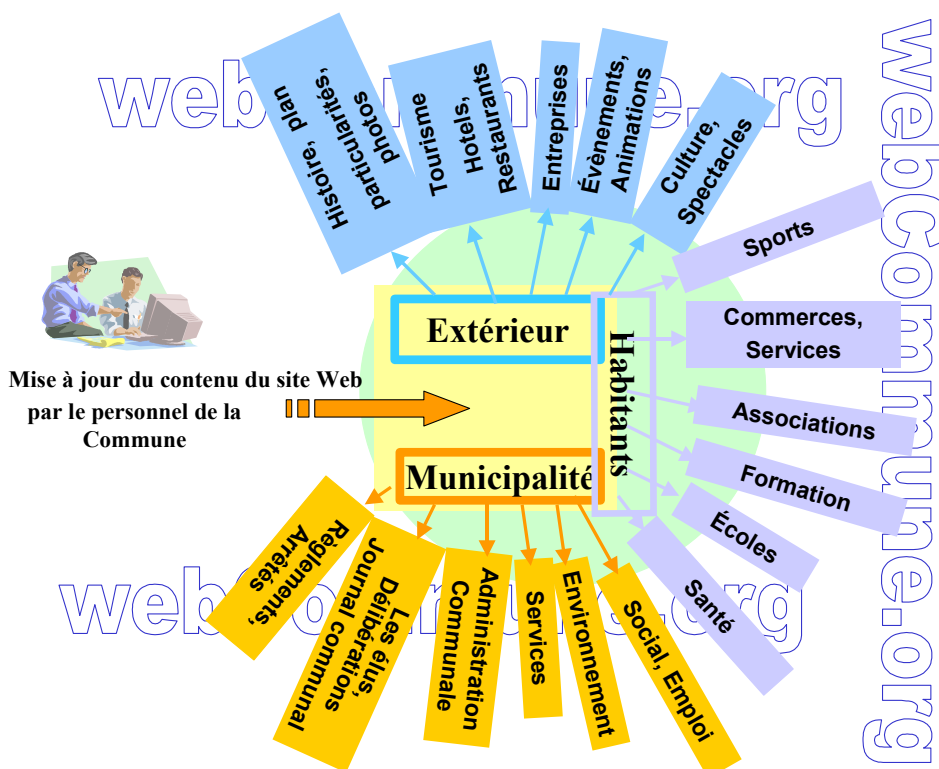 webcommune.org
webcommune.org
webcommune.org
Histoire, plan
particularités,
photos
Tourisme
Hotels,
Restaurants
Entreprises
Évènements,
Animations
Culture,
Spectacles
Sports
Commerces,
Services
Associations
Formation
Écoles
Santé
Extérieur
Habitants
Municipalité
Mise à jour du contenu du site Web
par le personnel de la
Commune
Règlements,
Arrêtés
Les élus,
Délibérations
Journal communal
Administration
Communale
Services
Environnement
Social, Emploi